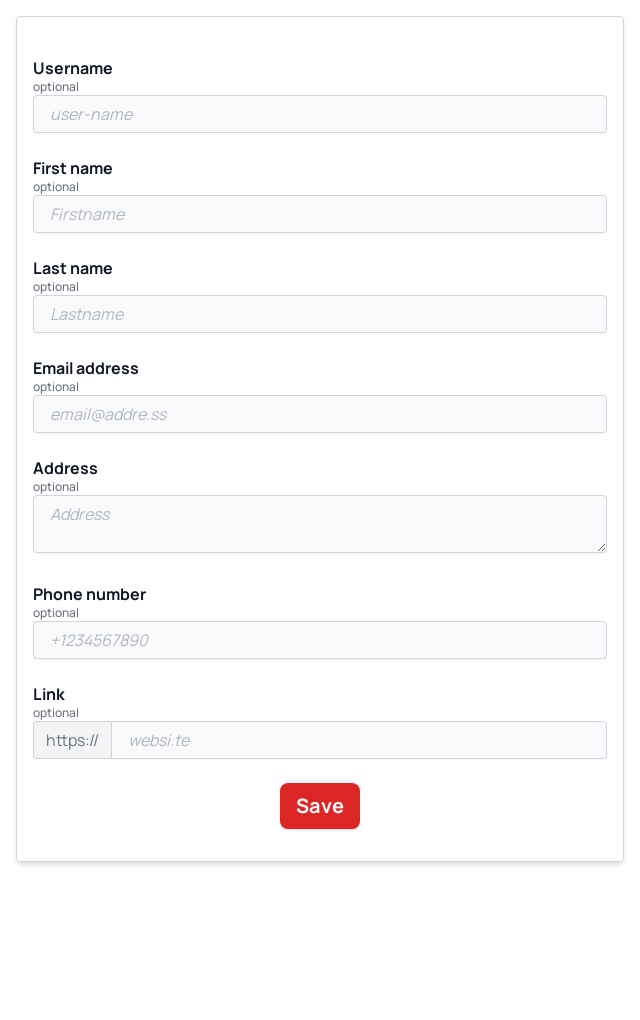 Username
optional
user-name
First name
optional
Firstname
Last name
optional
Lastname
Email address
optional
email@addre.ss
Address
optional
Address
Phone number
optional
+1234567890
Link
optional
https:// websi.te
Save